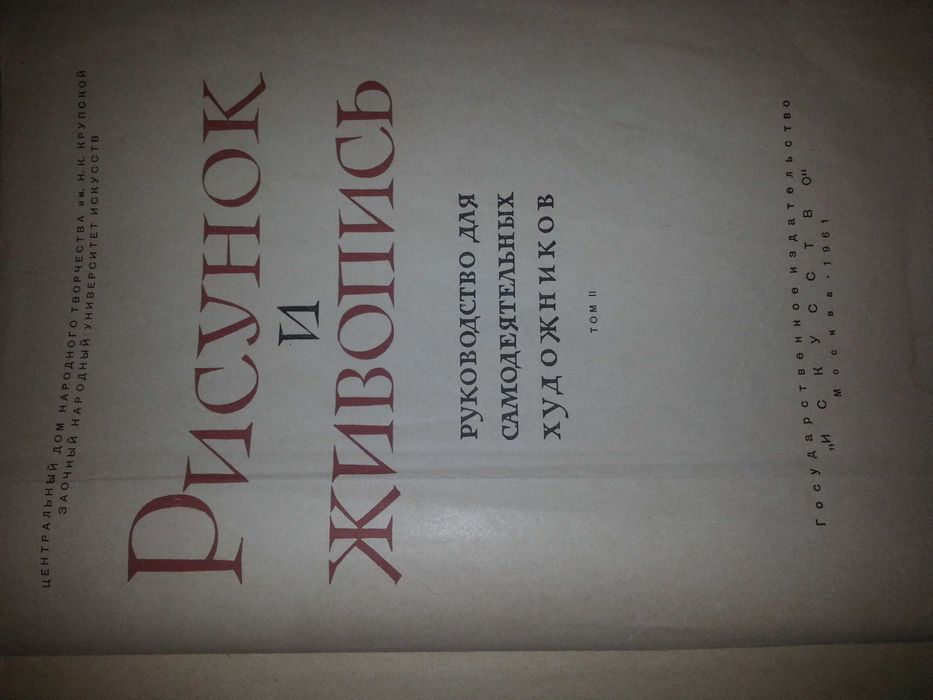 ЦЕНТРАЛЬНЫЙ ДОМ НАРОДНОГО ТВОРЧЕСТВА им. Н.К. КРУПСКОЙ
ЗАОЧНЫЙ НАРОДНЫЙ УНИВЕРСИТЕТ ИСКУССТВ
РИСУНОК
И
ЖИВОПИСЬ
РУКОВОДСТВО ДЛЯ
САМОДЕЯТЕЛЬНЫХ
ХУДОЖНИКОВ
ТОМ II
Государственное издательство
„ИСКУССТВО“
Москва · 1961